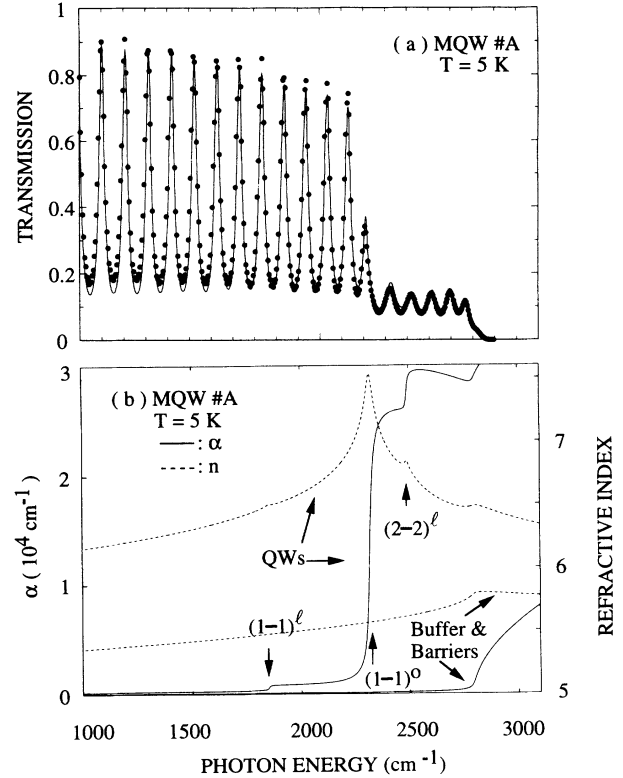 1
0.8
0.6
0.4
0.2
0
TRANSMISSION
( a ) MQW #A
T = 5 K
( b ) MQW #A
T = 5 K
——: α
-----: n
3
2
1
0
α ( 10⁴ cm⁻¹ )
7
6
5
REFRACTIVE INDEX
(2−2)ℓ
QWs
(1−1)ℓ
Buffer &
Barriers
(1−1)ᵒ
1000 1500 2000 2500 3000
PHOTON ENERGY (cm⁻¹)